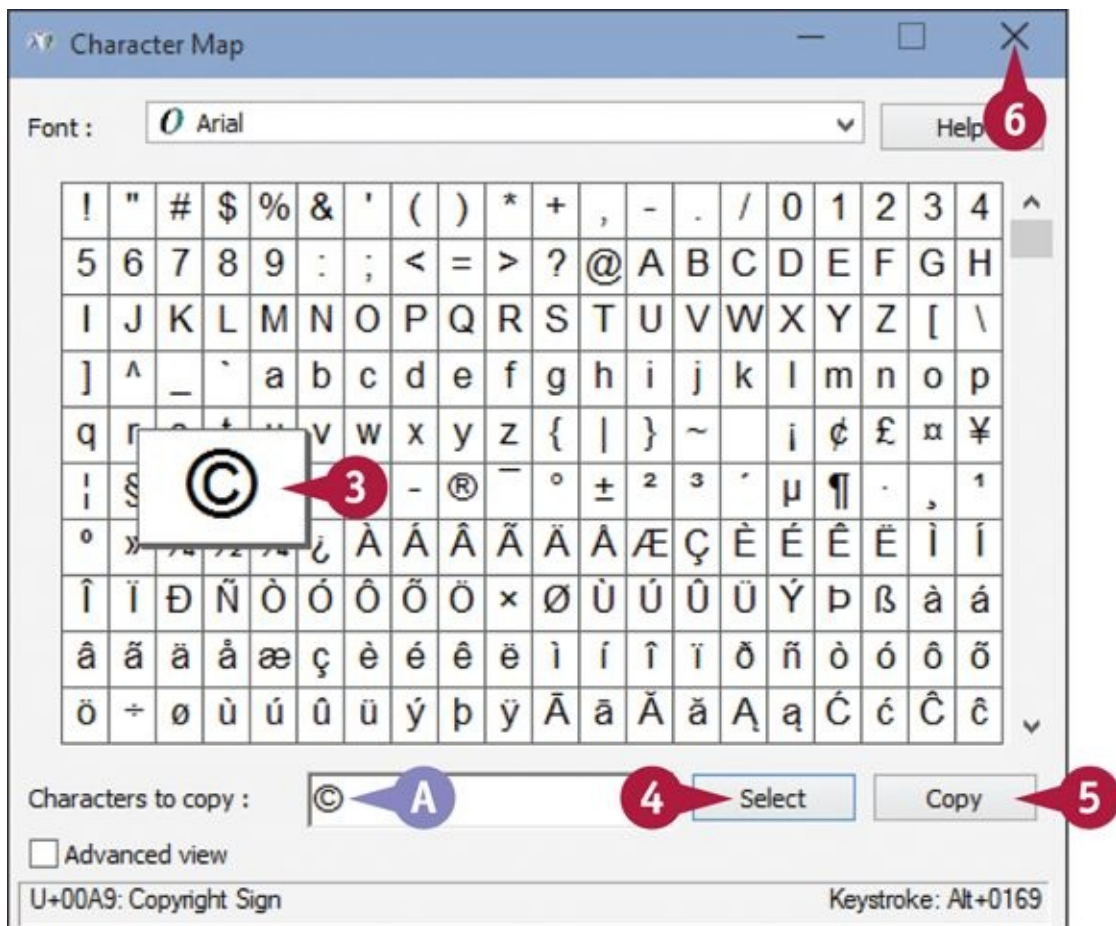 Character Map
6
Font :
O Arial
Help
! " # $ % & ' ( ) * + , - . / 0 1 2 3 4
5 6 7 8 9 : ; < = > ? @ A B C D E F G H
I J K L M N O P Q R S T U V W X Y Z [ \
] ^ _ ` a b c d e f g h i j k l m n o p
q r v w x y z { | } ~ ¡ ¢ £ ¤ ¥
¦ § © 3 - ® ¯ ° ± ² ³ ´ µ ¶ · ¸ ¹
º » ¿ À Á Â Ã Ä Å Æ Ç È É Ê Ë Ì Í
Î Ï Ð Ñ Ò Ó Ô Õ Ö × Ø Ù Ú Û Ü Ý Þ ß à á
â ã ä å æ ç è é ê ë ì í î ï ð ñ ò ó ô õ
ö ÷ ø ù ú û ü ý þ ÿ Ā ā Ă ă Ą ą Ć ć Ĉ ĉ
Characters to copy : © A 4 Select Copy 5
Advanced view
U+00A9: Copyright Sign Keystroke: Alt+0169